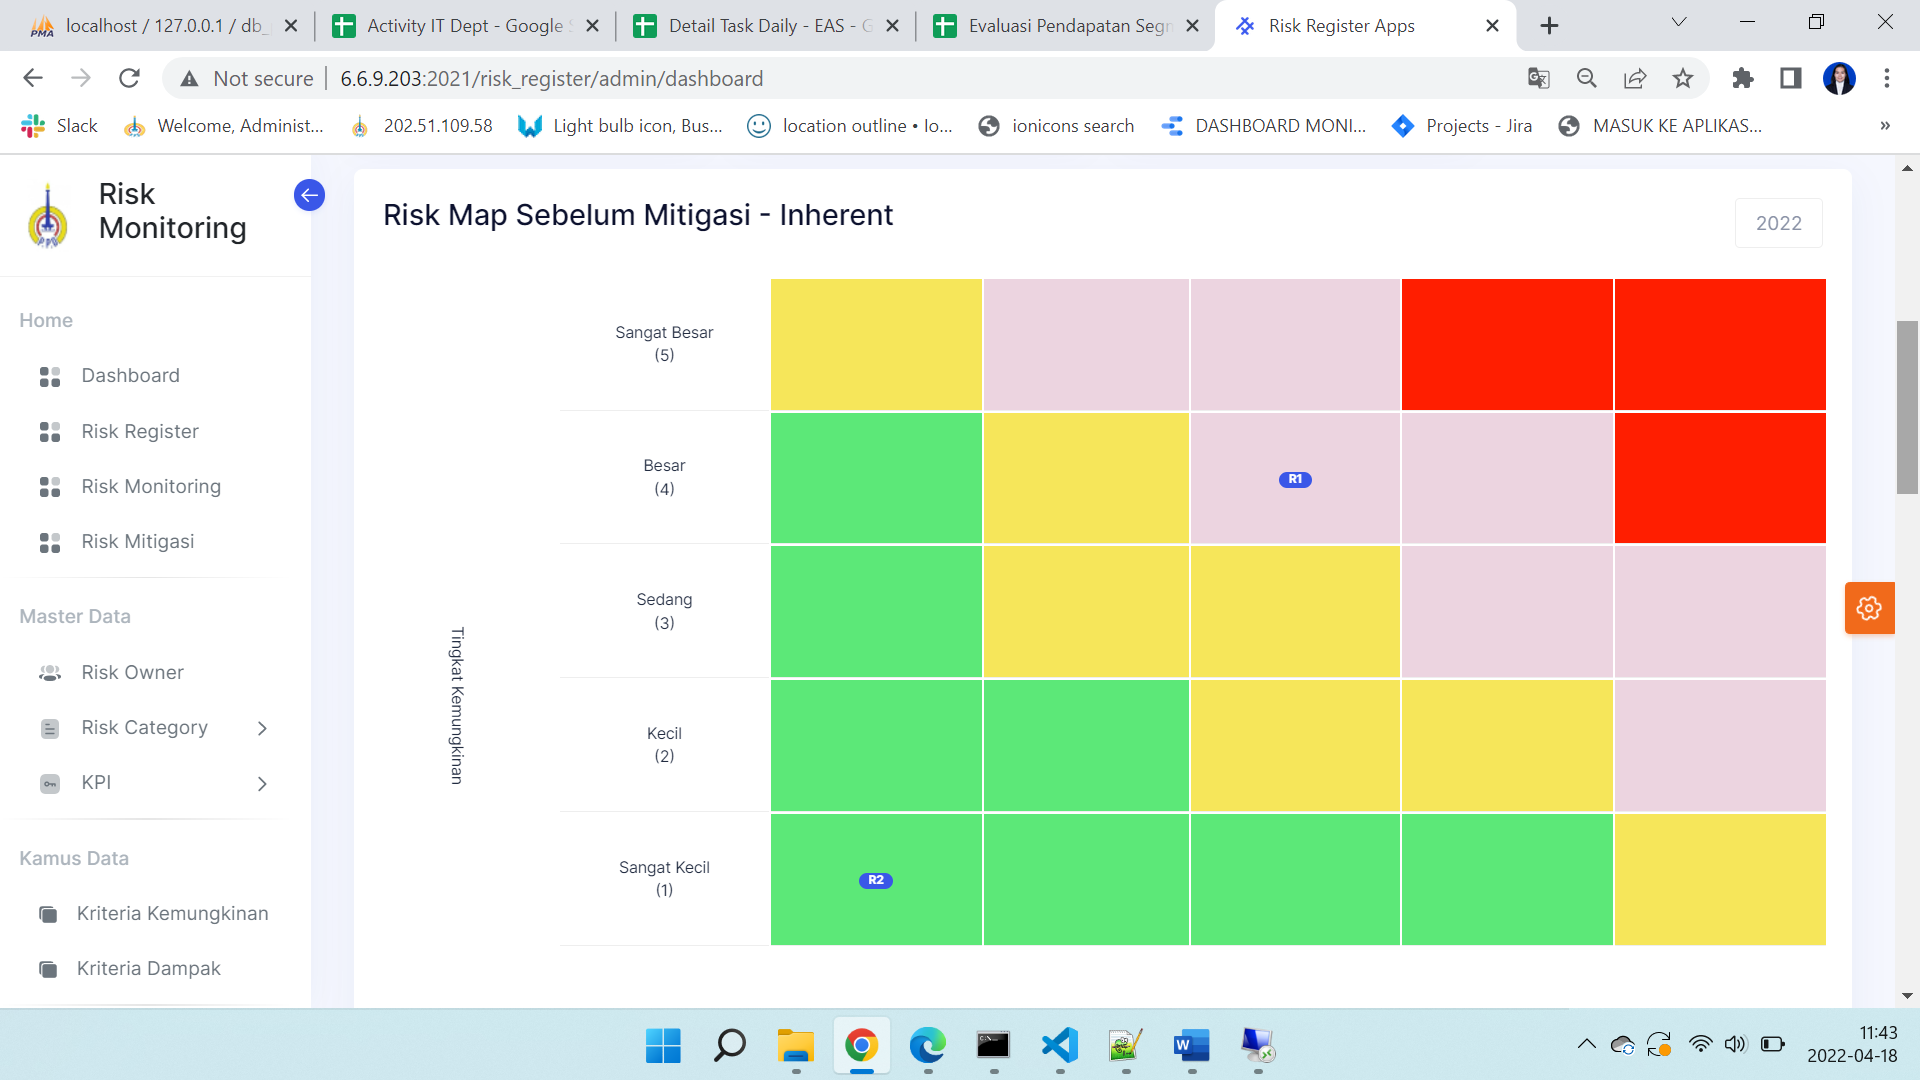 localhost / 127.0.0.1 / db_
Activity IT Dept - Google S
Detail Task Daily - EAS - G
Evaluasi Pendapatan Segm
Risk Register Apps
Not secure
6.6.9.203:2021/risk_register/admin/dashboard
Slack
Welcome, Administ...
202.51.109.58
Light bulb icon, Bus...
location outline • Io...
ionicons search
DASHBOARD MONI...
Projects - Jira
MASUK KE APLIKAS...
»
Risk
Monitoring
Home
Dashboard
Risk Register
Risk Monitoring
Risk Mitigasi
Master Data
Risk Owner
Risk Category
KPI
Kamus Data
Kriteria Kemungkinan
Kriteria Dampak
Risk Map Sebelum Mitigasi - Inherent
2022
Tingkat Kemungkinan
Sangat Besar
(5)
Besar
(4)
R1
Sedang
(3)
Kecil
(2)
Sangat Kecil
(1)
R2
11:43
2022-04-18